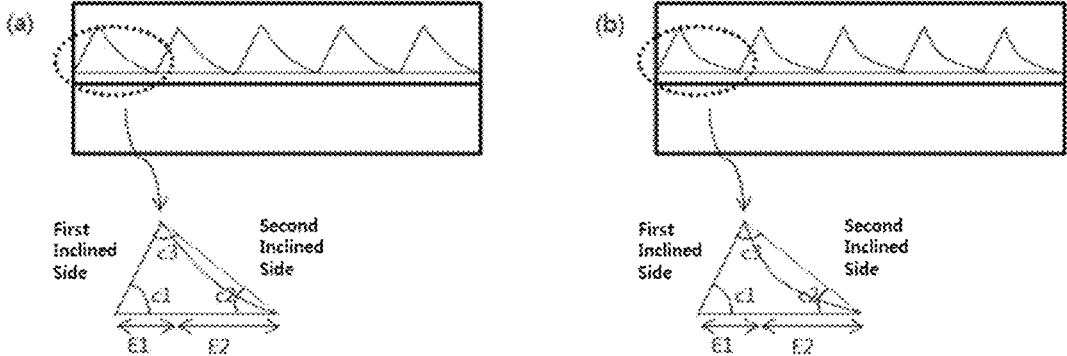 (a)
First
Inclined
Side
Second
Inclined
Side
c3
c1
c2
E1
E2
(b)
First
Inclined
Side
Second
Inclined
Side
c3
c1
c2
E1
E2